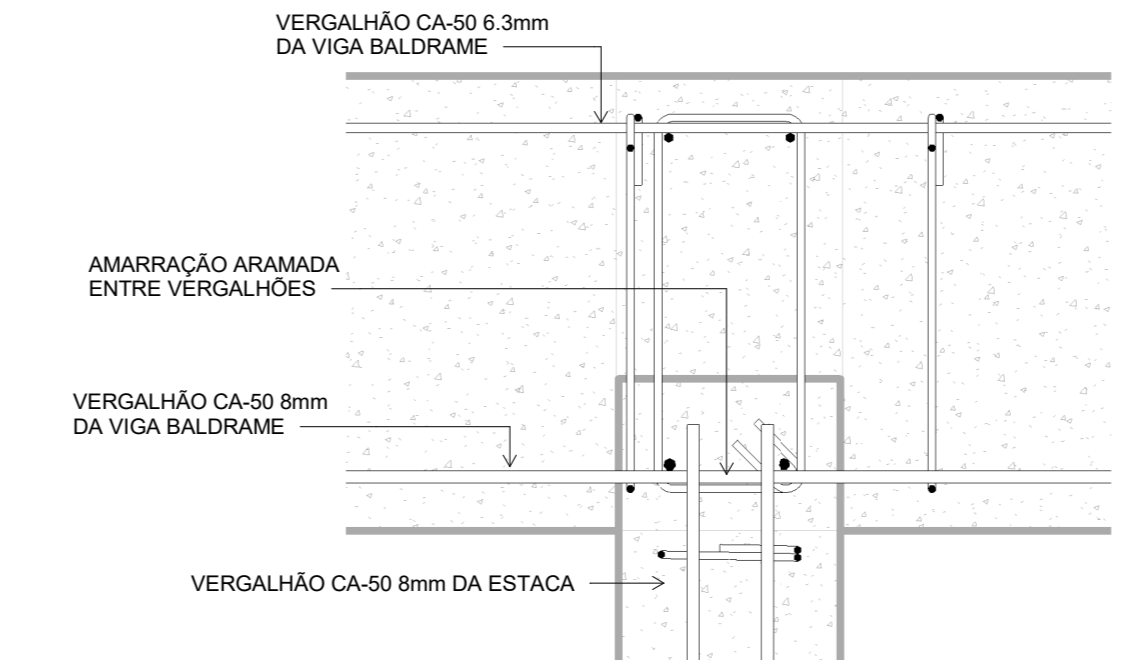 VERGALHÃO CA-50 6.3mm
DA VIGA BALDRAME
AMARRAÇÃO ARAMADA
ENTRE VERGALHÕES
VERGALHÃO CA-50 8mm
DA VIGA BALDRAME
VERGALHÃO CA-50 8mm DA ESTACA